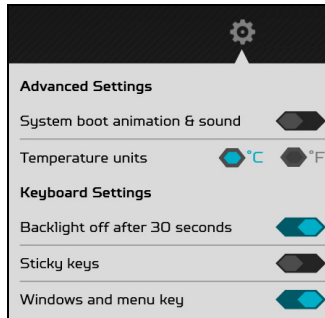 Advanced Settings
System boot animation & sound
Temperature units °C °F
Keyboard Settings
Backlight off after 30 seconds
Sticky keys
Windows and menu key